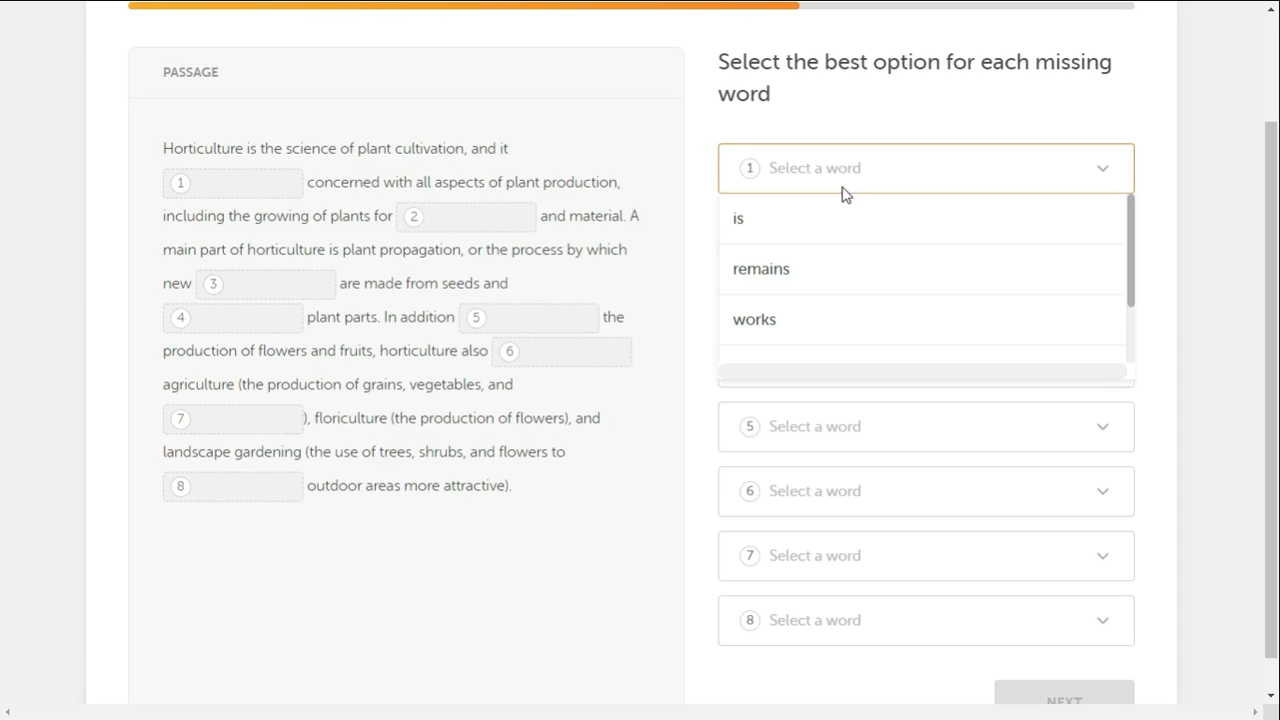 PASSAGE
Horticulture is the science of plant cultivation, and it
1 concerned with all aspects of plant production,
including the growing of plants for 2 and material. A
main part of horticulture is plant propagation, or the process by which
new 3 are made from seeds and
4 plant parts. In addition 5 the
production of flowers and fruits, horticulture also 6
agriculture (the production of grains, vegetables, and
7 ), floriculture (the production of flowers), and
landscape gardening (the use of trees, shrubs, and flowers to
8 outdoor areas more attractive).
Select the best option for each missing
word
1 Select a word
is
remains
works
5 Select a word
6 Select a word
7 Select a word
8 Select a word
NEXT